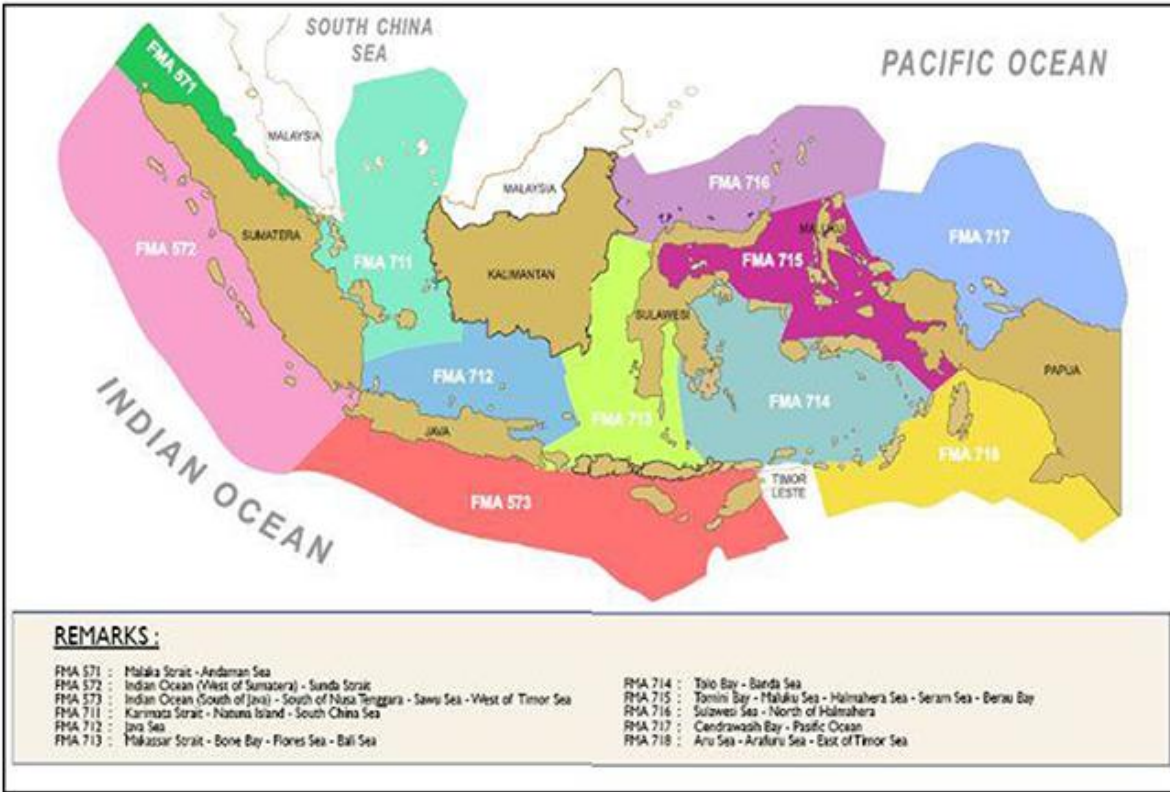 SOUTH CHINA
SEA
PACIFIC OCEAN
FMA 571
MALAYSIA
MALAYSIA
FMA 716
SUMATERA
FMA 572
FMA 711
KALIMANTAN
MALUKU
FMA 715
FMA 717
SULAWESI
FMA 712
FMA 713
FMA 714
PAPUA
JAVA
FMA 718
TIMOR
LESTE
FMA 573
INDIAN OCEAN
REMARKS :
FMA 571 : Malaka Strait - Andaman Sea
FMA 572 : Indian Ocean (West of Sumatera) - Sunda Strait
FMA 573 : Indian Ocean (South of Java) - South of Nusa Tenggara - Sawu Sea - West of Timor Sea
FMA 711 : Karimata Strait - Natuna Island - South China Sea
FMA 712 : Java Sea
FMA 713 : Makassar Strait - Bone Bay - Flores Sea - Bali Sea
FMA 714 : Tolo Bay - Banda Sea
FMA 715 : Tomini Bay - Maluku Sea - Halmahera Sea - Seram Sea - Berau Bay
FMA 716 : Sulawesi Sea - North of Halmahera
FMA 717 : Cendrawasih Bay - Pasific Ocean
FMA 718 : Aru Sea - Arafuru Sea - East of Timor Sea